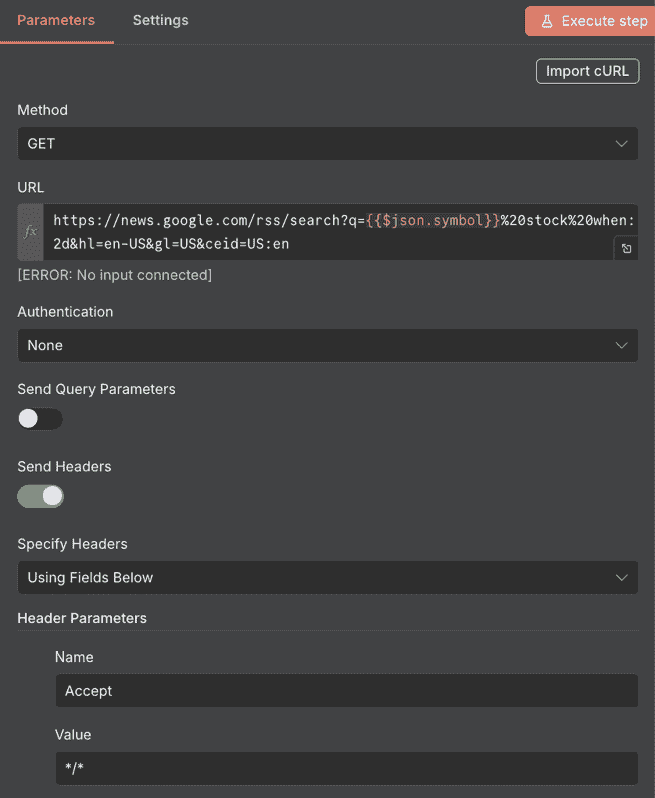 Parameters
Settings
Execute step
Import cURL
Method
GET
URL
fx
https://news.google.com/rss/search?q={{$json.symbol}}%20stock%20when:
2d&hl=en-US&gl=US&ceid=US:en
[ERROR: No input connected]
Authentication
None
Send Query Parameters
Send Headers
Specify Headers
Using Fields Below
Header Parameters
Name
Accept
Value
*/*